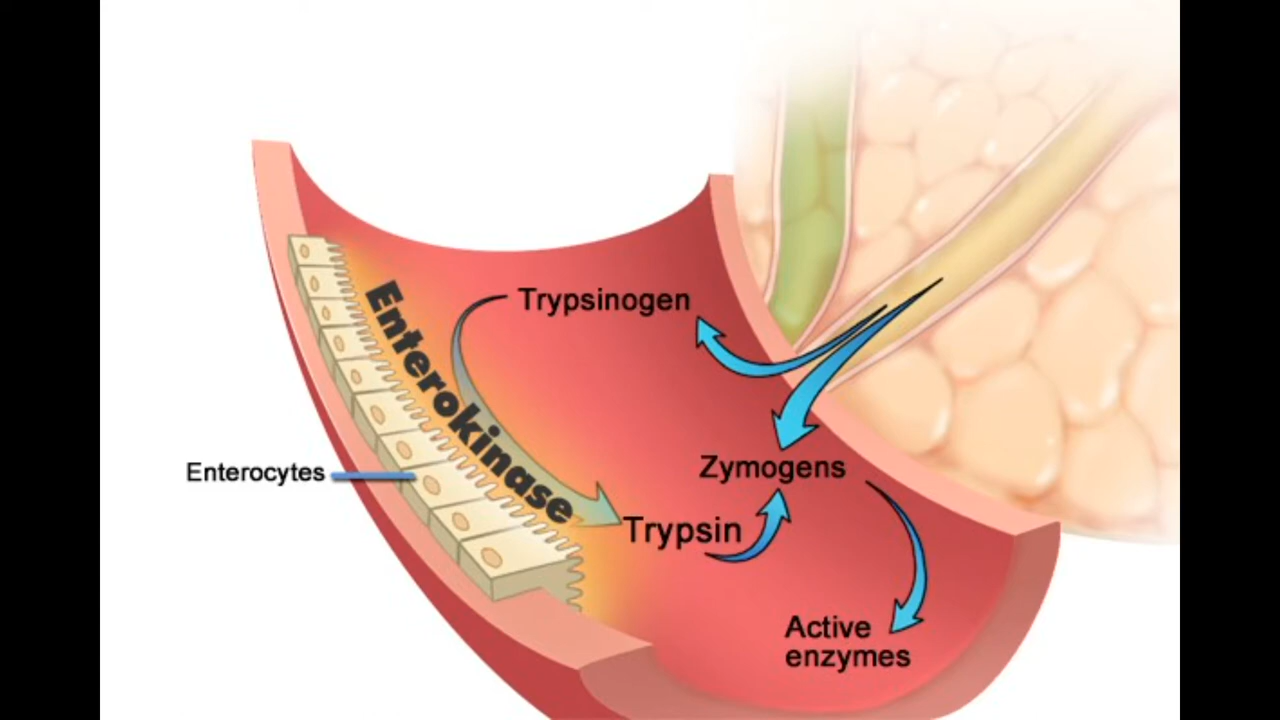 Trypsinogen
Enterokinase
Enterocytes
Zymogens
Trypsin
Active
enzymes